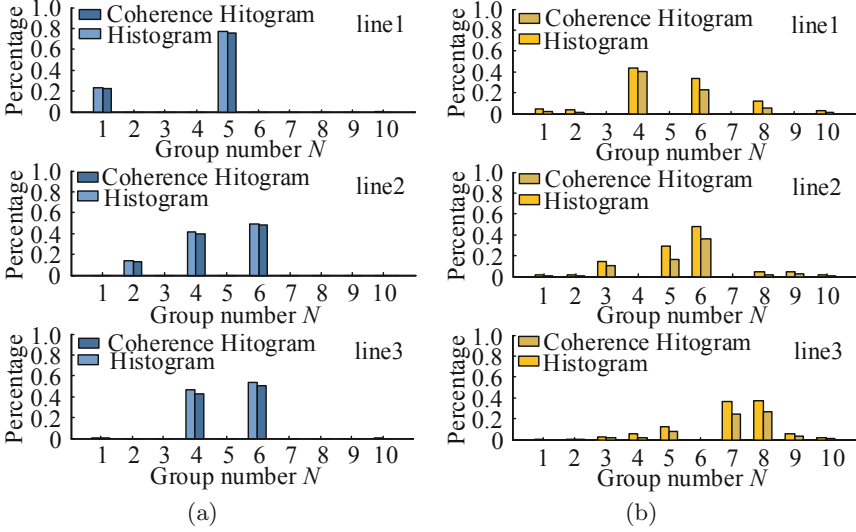 Percentage
1.0
0.8
0.6
0.4
0.2
0
Coherence Hitogram
Histogram
line1
1 2 3 4 5 6 7 8 9 10
Group number N
Percentage
1.0
0.8
0.6
0.4
0.2
0
Coherence Hitogram
Histogram
line2
1 2 3 4 5 6 7 8 9 10
Group number N
Percentage
1.0
0.8
0.6
0.4
0.2
0
Coherence Hitogram
Histogram
line3
1 2 3 4 5 6 7 8 9 10
Group number N
(a)
Percentage
1.0
0.8
0.6
0.4
0.2
0
Coherence Hitogram
Histogram
line1
1 2 3 4 5 6 7 8 9 10
Group number N
Percentage
1.0
0.8
0.6
0.4
0.2
0
Coherence Hitogram
Histogram
line2
1 2 3 4 5 6 7 8 9 10
Group number N
Percentage
1.0
0.8
0.6
0.4
0.2
0
Coherence Hitogram
Histogram
line3
1 2 3 4 5 6 7 8 9 10
Group number N
(b)